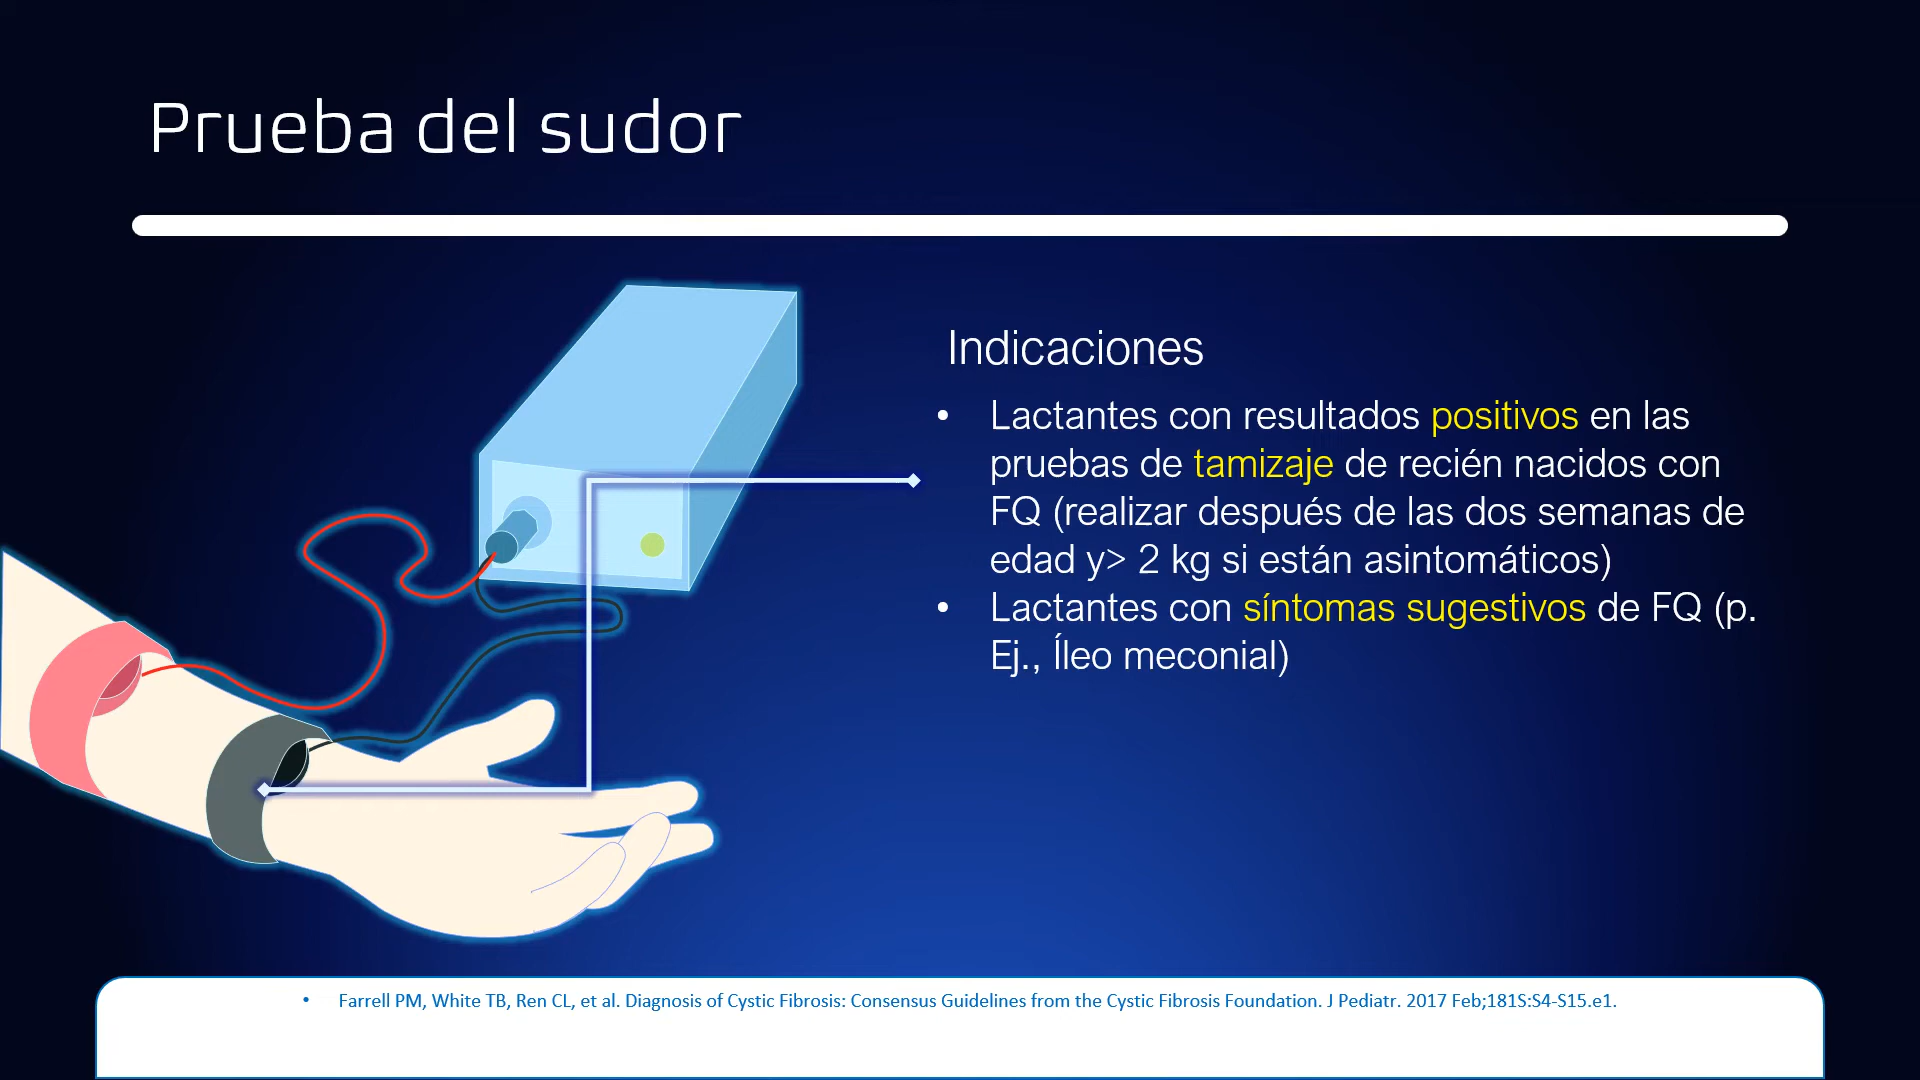 Prueba del sudor
Indicaciones
• Lactantes con resultados positivos en las
pruebas de tamizaje de recién nacidos con
FQ (realizar después de las dos semanas de
edad y> 2 kg si están asintomáticos)
• Lactantes con síntomas sugestivos de FQ (p.
Ej., Íleo meconial)
• Farrell PM, White TB, Ren CL, et al. Diagnosis of Cystic Fibrosis: Consensus Guidelines from the Cystic Fibrosis Foundation. J Pediatr. 2017 Feb;181S:S4-S15.e1.